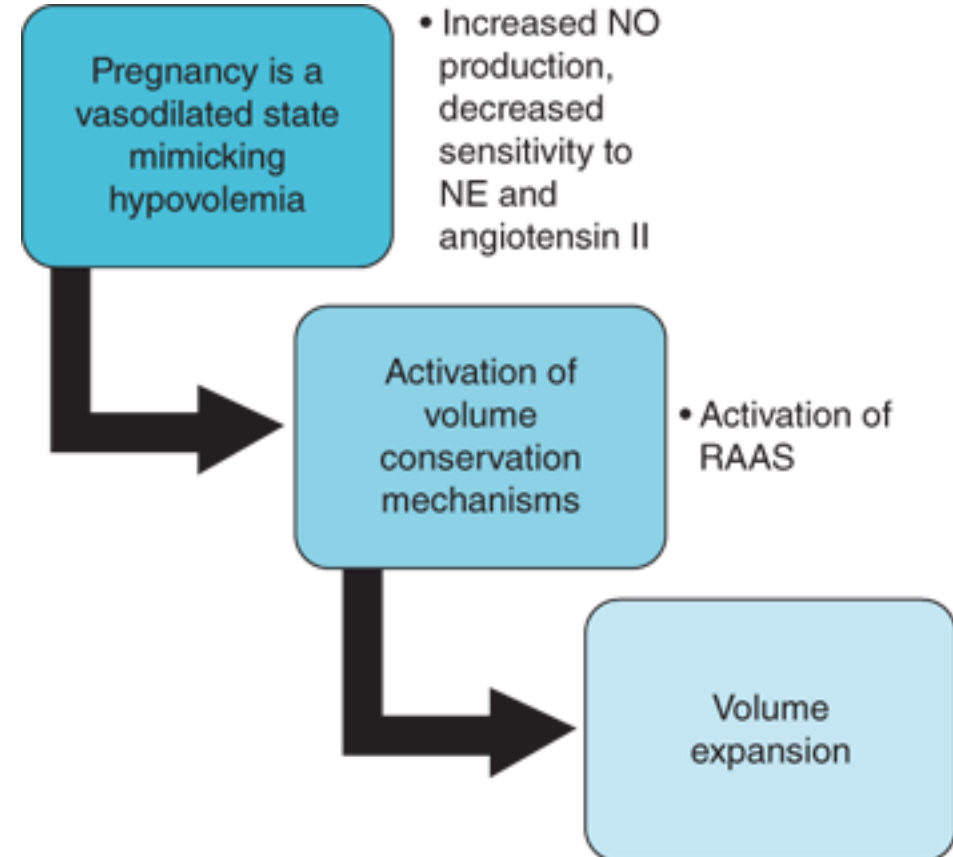 Pregnancy is a
vasodilated state
mimicking
hypovolemia
• Increased NO
production,
decreased
sensitivity to
NE and
angiotensin II
Activation of
volume
conservation
mechanisms
• Activation of
RAAS
Volume
expansion